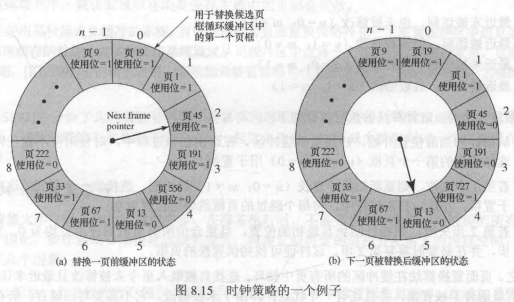 用于替换候选页
框循环缓冲区中
的第一个页框
n − 1
0
页 9
使用位=1
页 19
使用位=1
1
页 1
使用位=1
2
页 45
使用位=1
Next frame
pointer
3
页 191
使用位=1
4
页 556
使用位=0
5
页 13
使用位=0
6
页 67
使用位=1
7
页 33
使用位=1
8
页 222
使用位=0
(a) 替换一页前缓冲区的状态
n − 1
0
页 9
使用位=1
页 19
使用位=1
1
页 1
使用位=1
2
页 45
使用位=0
3
页 191
使用位=0
4
页 727
使用位=1
5
页 13
使用位=0
6
页 67
使用位=1
7
页 33
使用位=1
8
页 222
使用位=0
(b) 下一页被替换后缓冲区的状态
图 8.15 时钟策略的一个例子